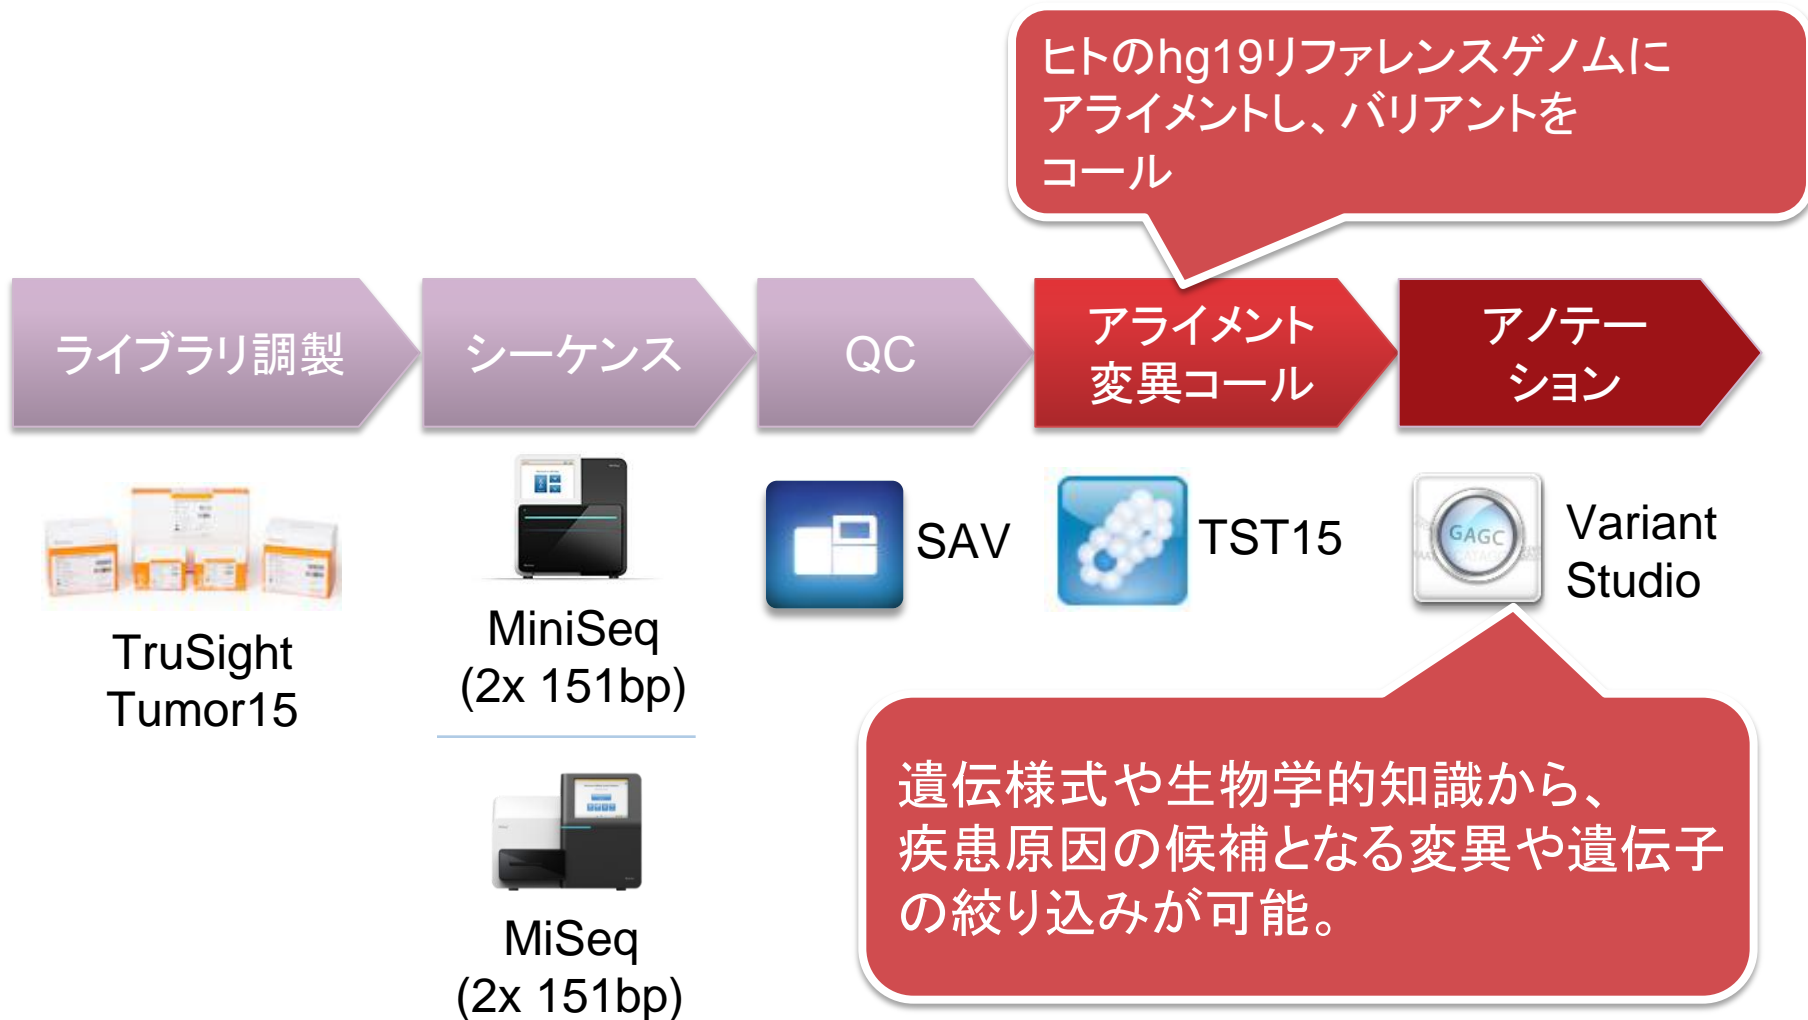 ヒトのhg19リファレンスゲノムに
アライメントし、バリアントを
コール
ライブラリ調製
シーケンス
QC
アライメント
変異コール
アノテー
ション
TruSight
Tumor15
MiniSeq
(2x 151bp)
MiSeq
(2x 151bp)
SAV
TST15
GAGC
Variant
Studio
遺伝様式や生物学的知識から、
疾患原因の候補となる変異や遺伝子
の絞り込みが可能。